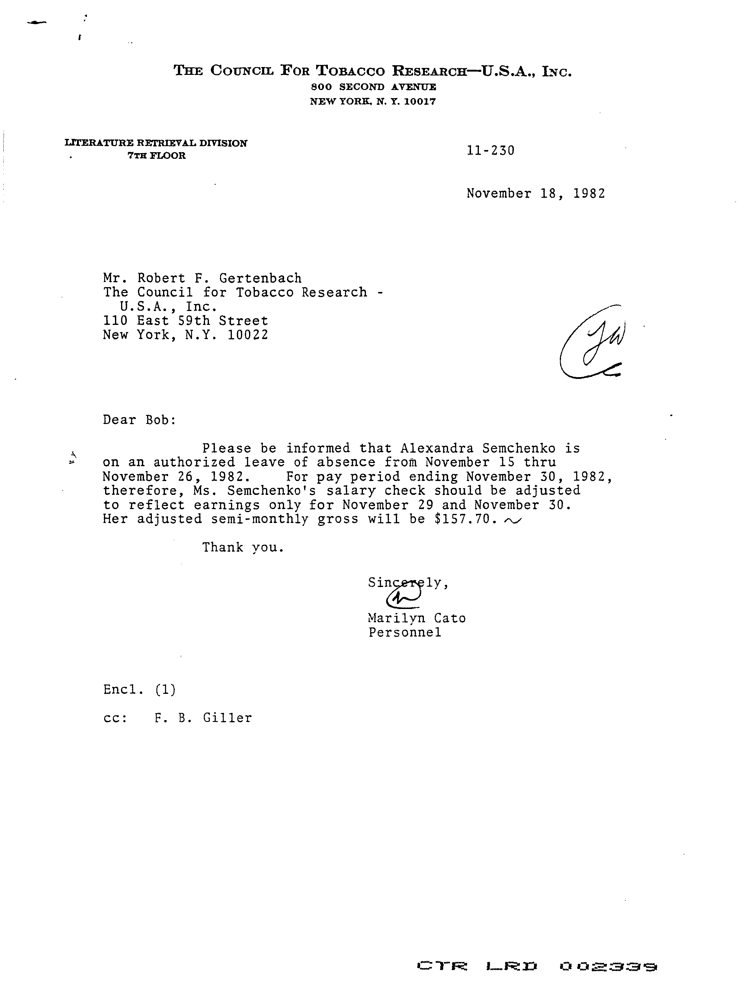 THE COUNCIL FOR TOBACCO RESEARCH—U.S.A., INC.
800 SECOND AVENUE
NEW YORK, N. Y. 10017
LITERATURE RETRIEVAL DIVISION
7TH FLOOR
11-230
November 18, 1982
Mr. Robert F. Gertenbach
The Council for Tobacco Research -
U.S.A., Inc.
110 East 59th Street
New York, N.Y. 10022
Dear Bob:
Please be informed that Alexandra Semchenko is
on an authorized leave of absence from November 15 thru
November 26, 1982. For pay period ending November 30, 1982,
therefore, Ms. Semchenko's salary check should be adjusted
to reflect earnings only for November 29 and November 30.
Her adjusted semi-monthly gross will be $157.70.
Thank you.
Sincerely,
Marilyn Cato
Personnel
Encl. (1)
cc: F. B. Giller
CTR LRD 002339